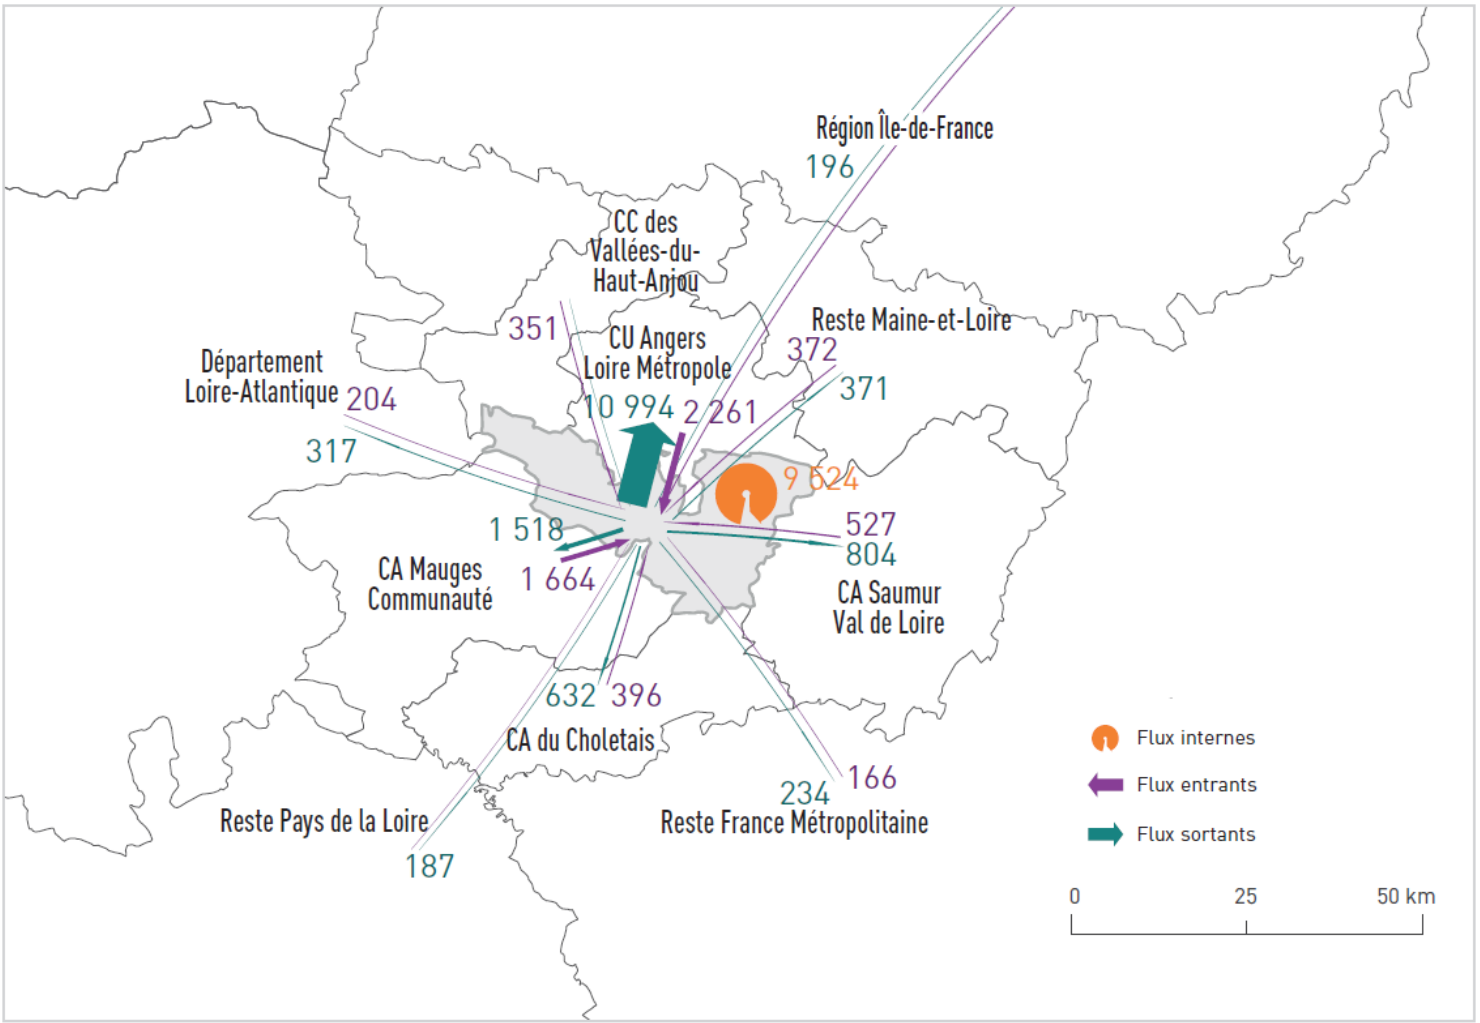 Région Île-de-France
196
CC des
Vallées-du-
Haut-Anjou
351
CU Angers
Loire Métropole
10 994
2 261
Reste Maine-et-Loire
372
371
Département
Loire-Atlantique
204
317
9 524
1 518
1 664
CA Mauges
Communauté
527
804
CA Saumur
Val de Loire
632
396
CA du Choletais
166
234
Reste France Métropolitaine
Reste Pays de la Loire
187
Flux internes
Flux entrants
Flux sortants
0 25 50 km